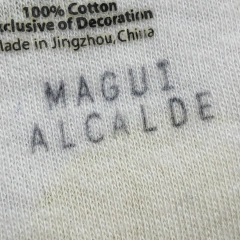 100% Cotton
Exclusive of Decoration
Made in Jingzhou, China
MAGUI
ALCALDE